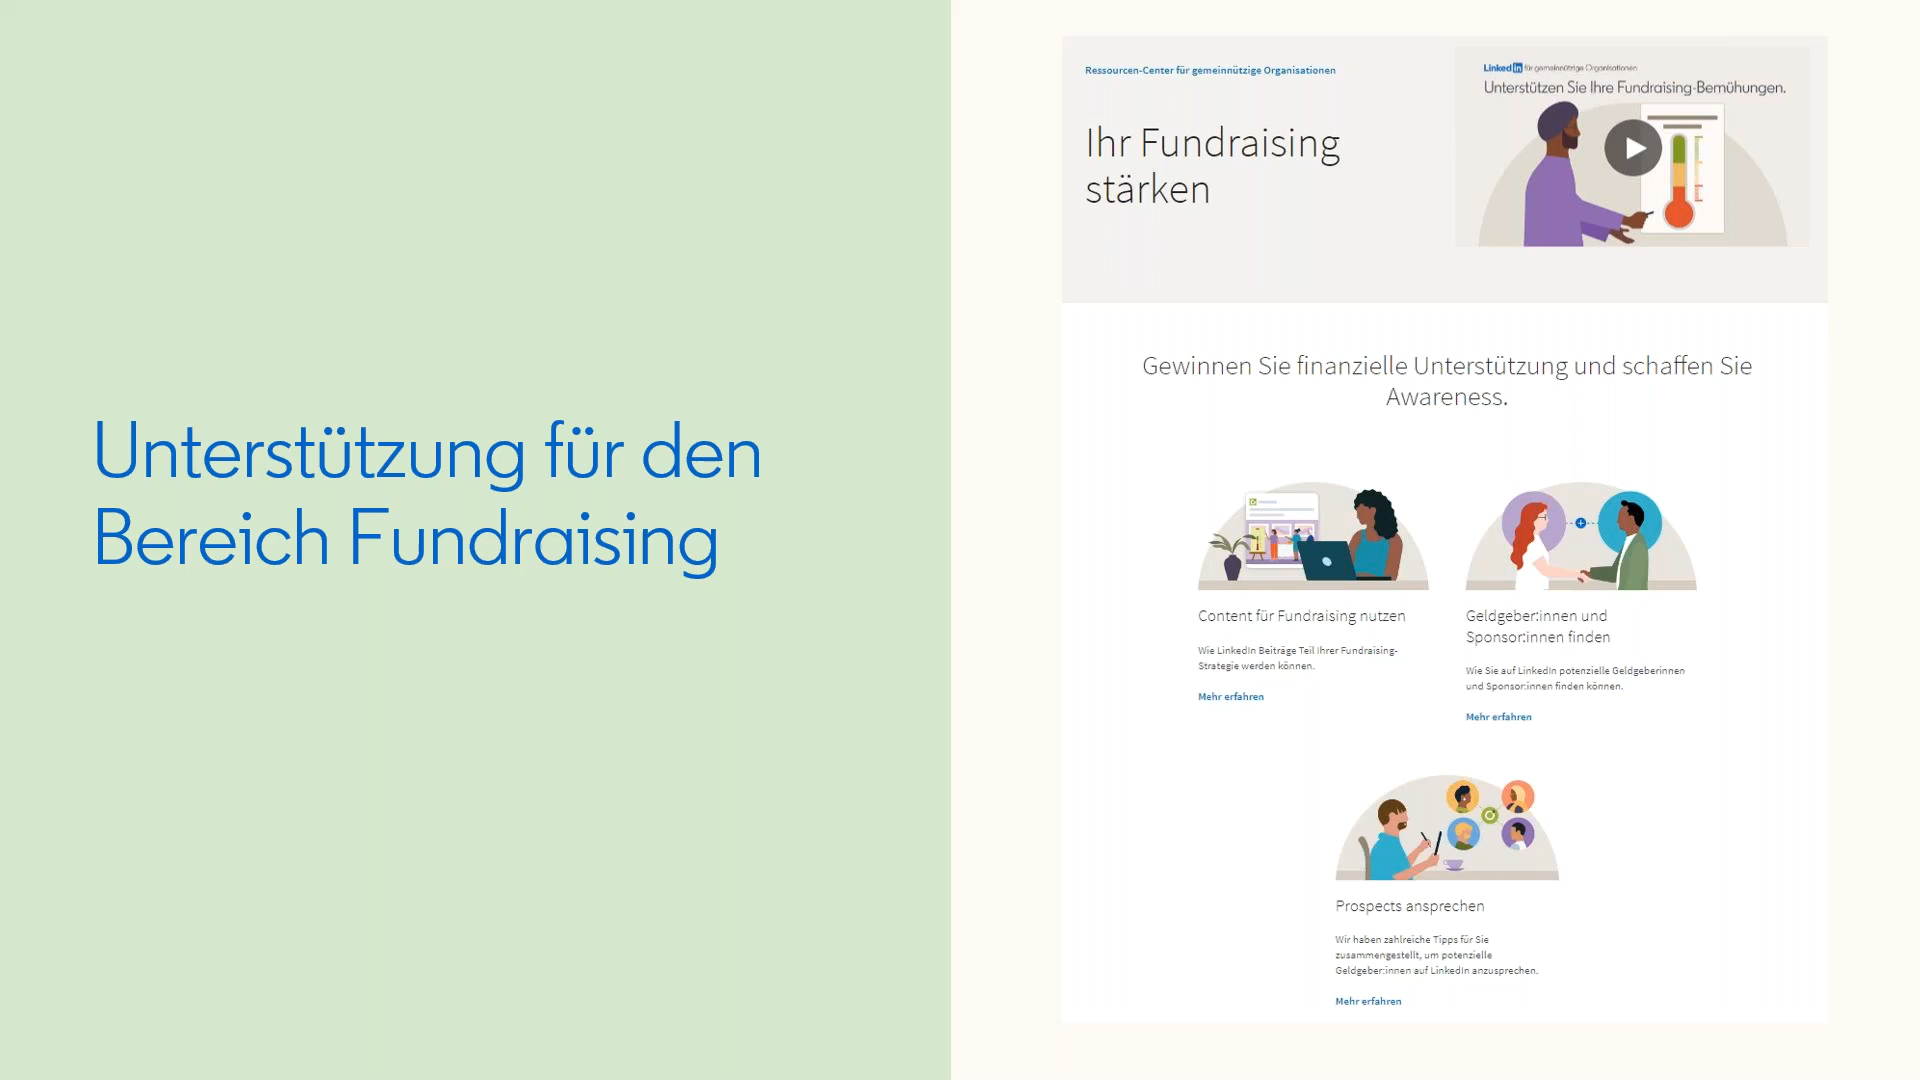 Unterstützung für den
Bereich Fundraising
Ressourcen-Center für gemeinnützige Organisationen
Ihr Fundraising
stärken
LinkedIn für gemeinnützige Organisationen
Unterstützen Sie Ihre Fundraising-Bemühungen.
Gewinnen Sie finanzielle Unterstützung und schaffen Sie
Awareness.
Content für Fundraising nutzen
Wie LinkedIn Beiträge Teil Ihrer Fundraising-
Strategie werden können.
Mehr erfahren
Geldgeber:innen und
Sponsor:innen finden
Wie Sie auf LinkedIn potenzielle Geldgeberinnen
und Sponsor:innen finden können.
Mehr erfahren
Prospects ansprechen
Wir haben zahlreiche Tipps für Sie
zusammengestellt, um potenzielle
Geldgeber:innen auf LinkedIn anzusprechen.
Mehr erfahren